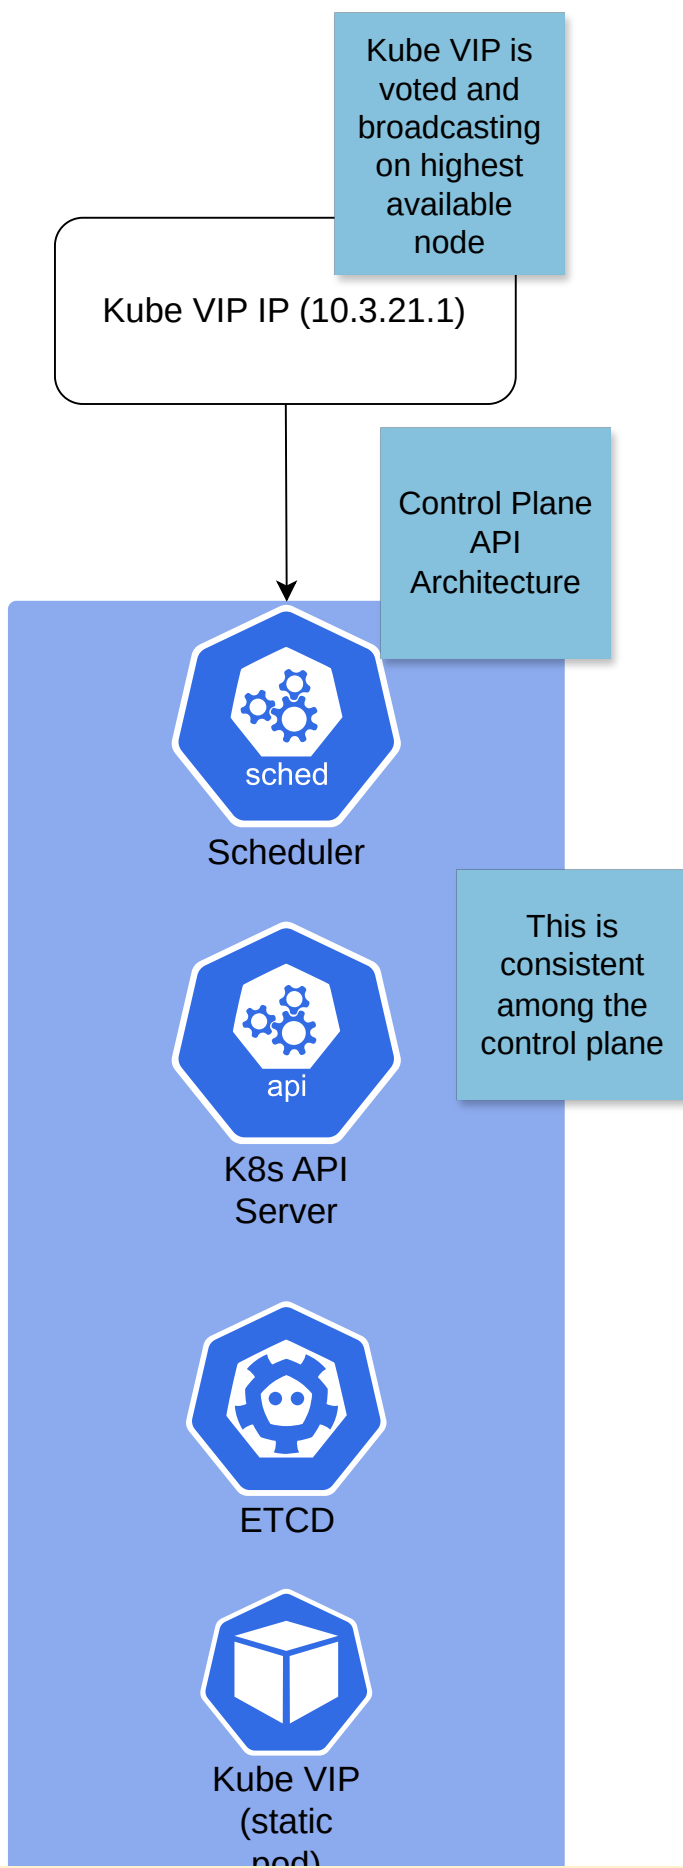 Kube VIP is
voted and
broadcasting
on highest
available
node
Kube VIP IP (10.3.21.1)
Control Plane
API
Architecture
sched
Scheduler
This is
consistent
among the
control plane
api
K8s API
Server
ETCD
Kube VIP
(static
pod)